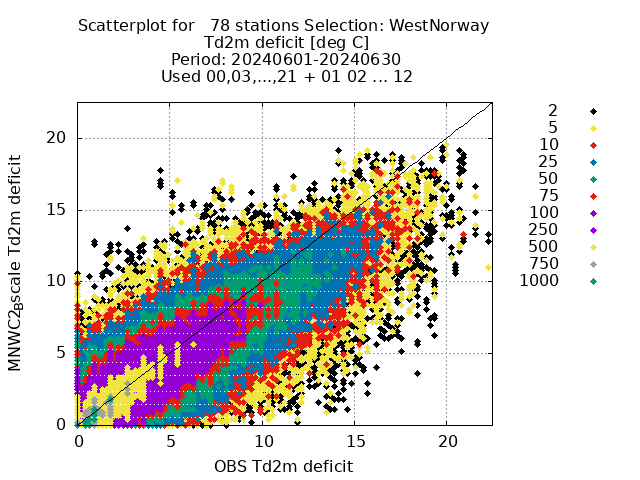 Scatterplot for   78 stations Selection: WestNorway
Td2m deficit [deg C]
Period: 20240601-20240630
Used 00,03,...,21 + 01 02 ... 12
2
5
10
25
50
75
100
250
500
750
1000
20
15
10
5
0
MNWC2.5scale Td2m deficit
0 5 10 15 20
OBS Td2m deficit